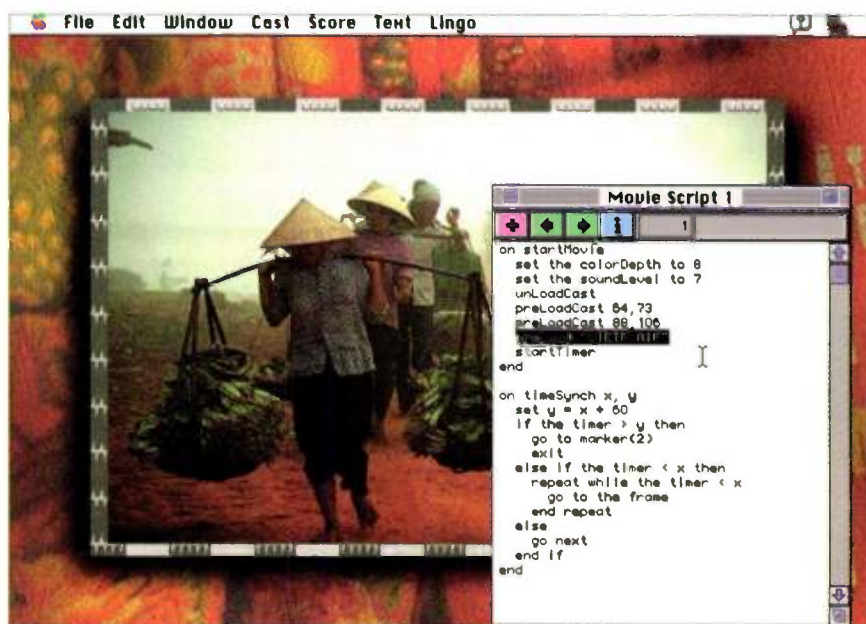 File Edit Window Cast Score Text Lingo
Movie Script 1
1
on startMovie
set the colorDepth to 8
set the soundLevel to 7
unLoadCast
preLoadCast 64,73
preLoadCast 88,106
startTimer
end
on timeSynch x, y
set y = x + 60
if the timer > y then
go to marker(2)
exit
else if the timer < x then
repeat while the timer < x
go to the frame
end repeat
else
go next
end if
end